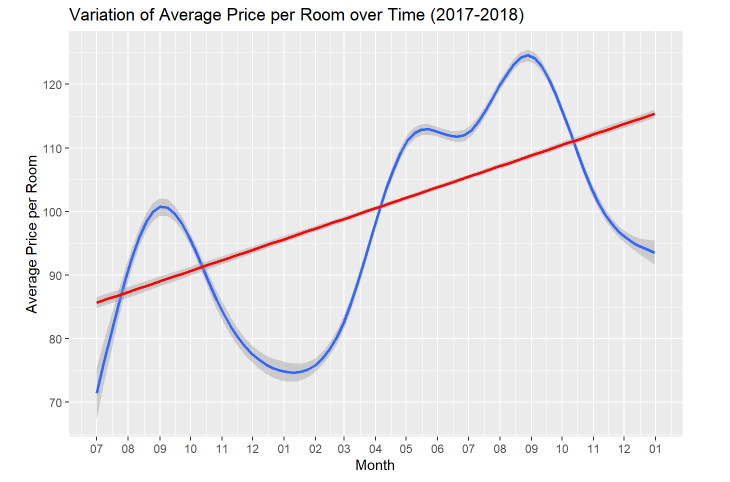 Variation of Average Price per Room over Time (2017-2018)
Average Price per Room
120
110
100
90
80
70
07 08 09 10 11 12 01 02 03 04 05 06 07 08 09 10 11 12 01
Month